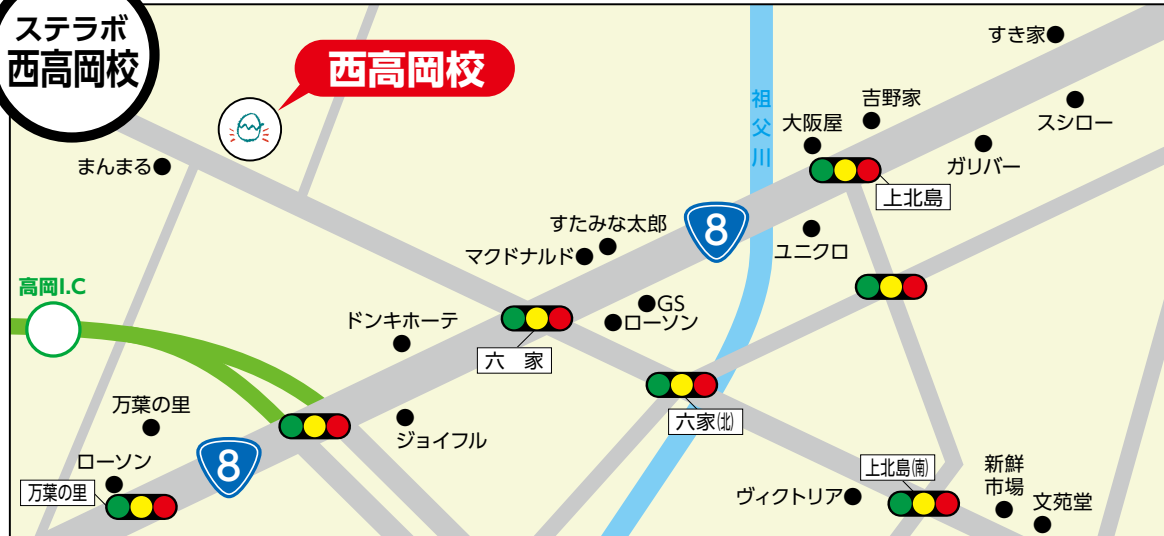 ステラボ
西高岡校
西高岡校
すき家
吉野家
スシロー
大阪屋
祖父川
ガリバー
まんまる
上北島
すたみな太郎
8
マクドナルド
ユニクロ
高岡I.C
GS
ドンキホーテ
ローソン
六 家
万葉の里
六家(北)
ジョイフル
ローソン
8
上北島(南)
新鮮
市場
万葉の里
ヴィクトリア
文苑堂